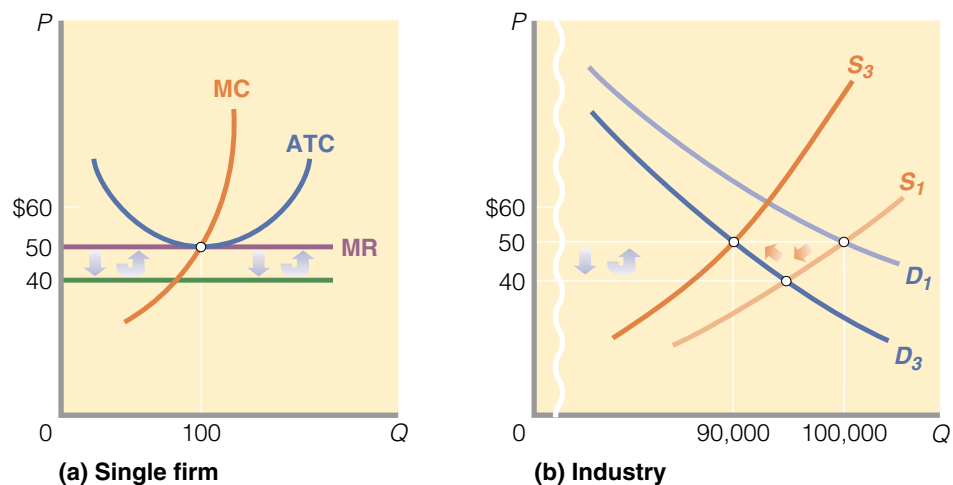 P
MC
ATC
$60
50
MR
40
0
100
Q
(a) Single firm
P
S3
S1
$60
50
40
D1
D3
0
90,000
100,000
Q
(b) Industry